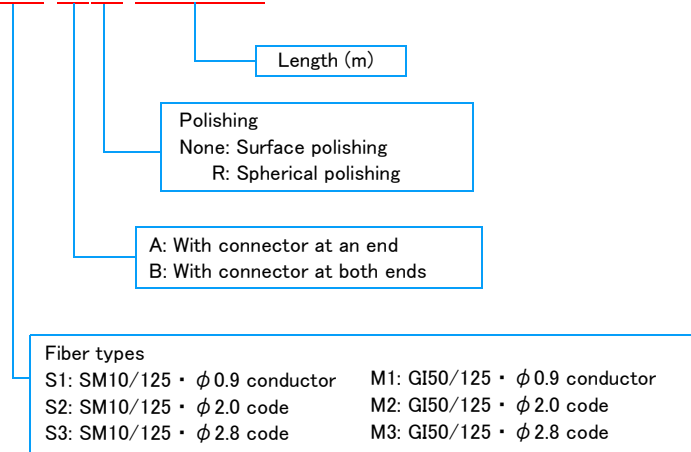 Length (m)
Polishing
None: Surface polishing
R: Spherical polishing
A: With connector at an end
B: With connector at both ends
Fiber types
S1: SM10/125・φ0.9 conductor
S2: SM10/125・φ2.0 code
S3: SM10/125・φ2.8 code
M1: GI50/125・φ0.9 conductor
M2: GI50/125・φ2.0 code
M3: GI50/125・φ2.8 code